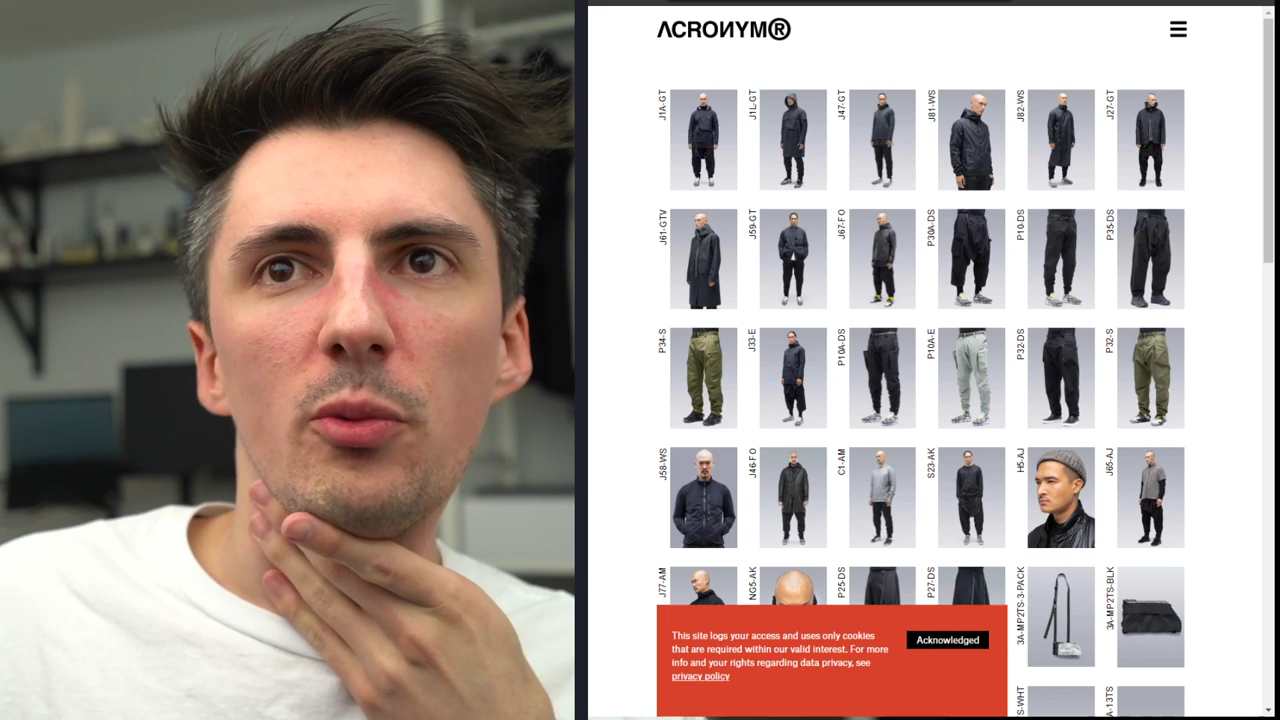 ACRONYM®
J1A-GT
J1L-GT
J47-GT
J81-WS
J82-WS
J27-GT
J61-GTV
J59-GT
J67-FO
P30A-DS
P10-DS
P35-DS
P34-S
J33-E
P10A-DS
P10A-E
P32-DS
P32-S
J58-WS
J46-FO
C1-AM
S23-AK
H5-AJ
J65-AJ
J77-AM
NG5-AK
P25-DS
P27-DS
3A-MP2TS-3-PACK
3A-MP2TS-BLK
This site logs your access and uses only cookies
that are required within our valid interest. For more
info and your rights regarding data privacy, see
privacy policy
Acknowledged
S-WHT
A-13TS